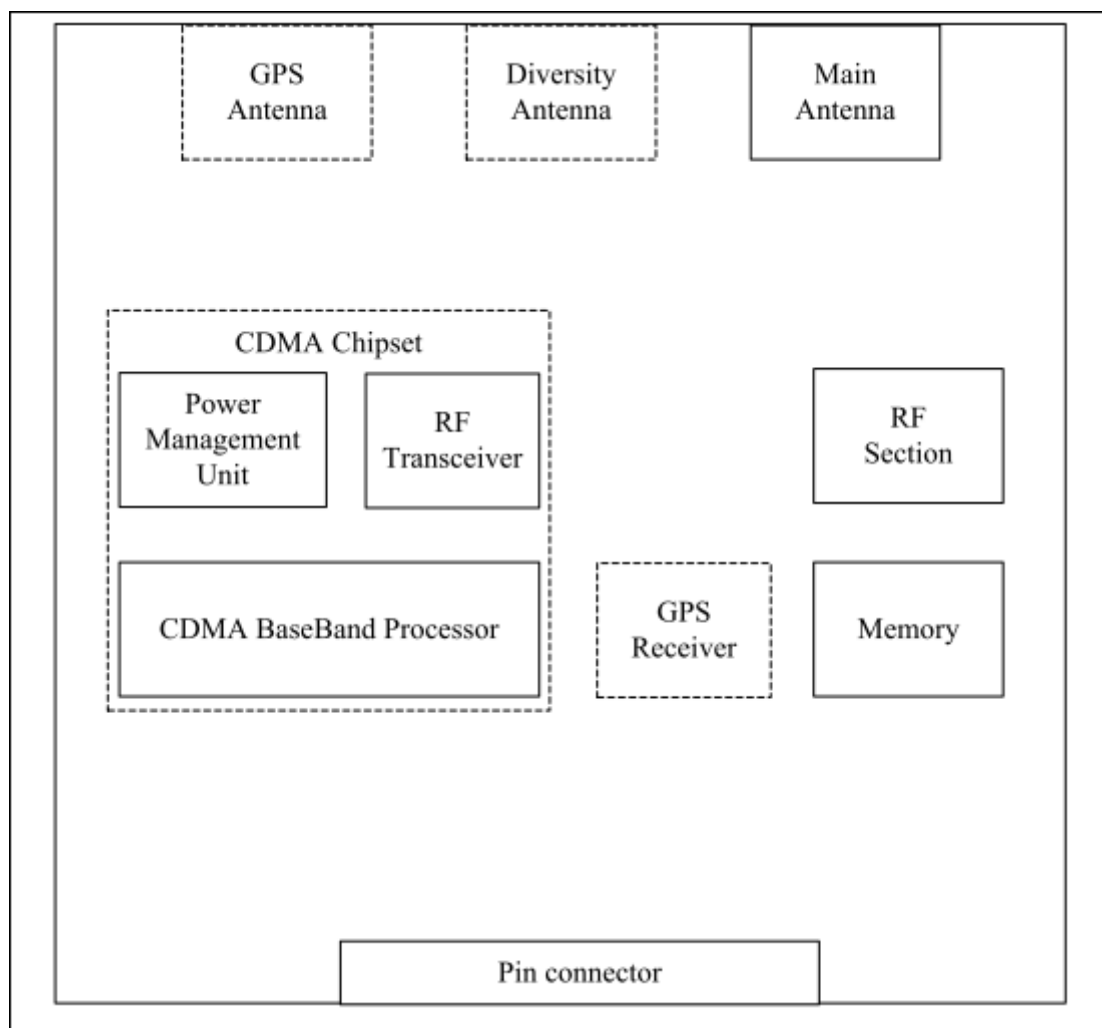 GPS
Antenna
Diversity
Antenna
Main
Antenna
CDMA Chipset
Power
Management
Unit
RF
Transceiver
RF
Section
CDMA BaseBand Processor
GPS
Receiver
Memory
Pin connector